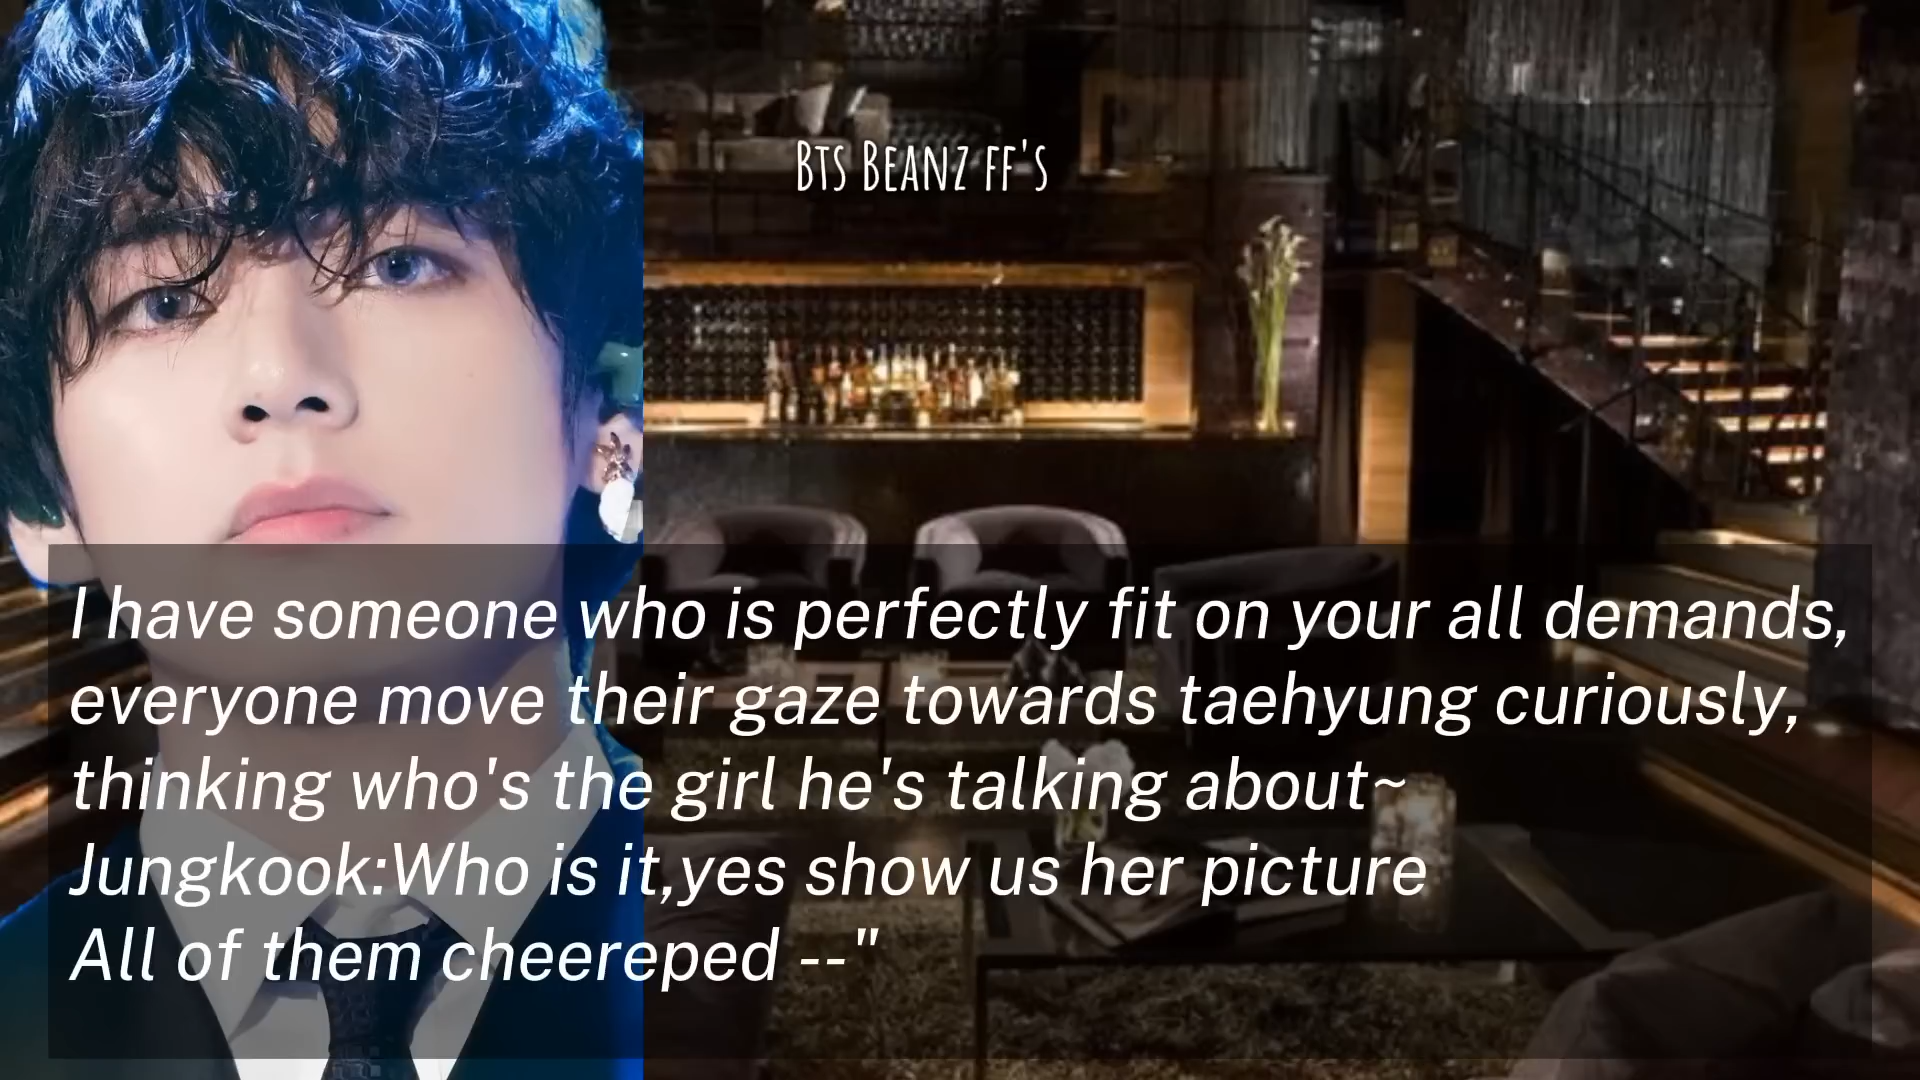 Bts Beanz ff's
I have someone who is perfectly fit on your all demands,
everyone move their gaze towards taehyung curiously,
thinking who's the girl he's talking about~
Jungkook:Who is it,yes show us her picture
All of them cheereped --"